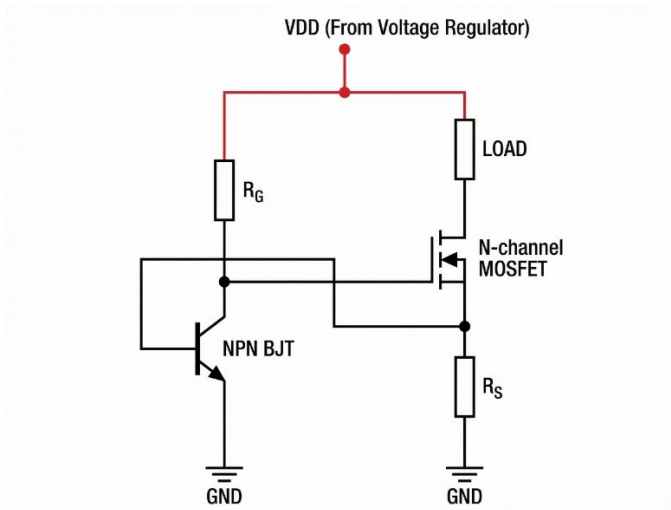 VDD (From Voltage Regulator)
LOAD
RG
N-channel
MOSFET
NPN BJT
RS
GND
GND